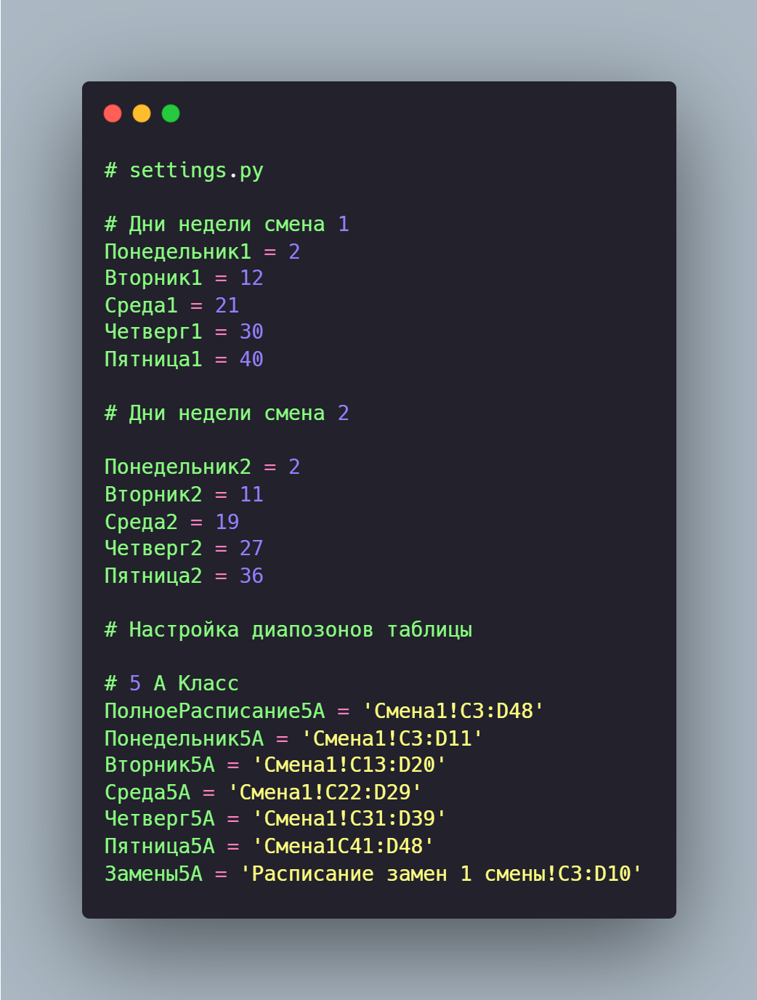 # settings.py
# Дни недели смена 1
Понедельник1 = 2
Вторник1 = 12
Среда1 = 21
Четверг1 = 30
Пятница1 = 40
# Дни недели смена 2
Понедельник2 = 2
Вторник2 = 11
Среда2 = 19
Четверг2 = 27
Пятница2 = 36
# Настройка диапозонов таблицы
# 5 А Класс
ПолноеРасписание5А = 'Смена1!C3:D48'
Понедельник5А = 'Смена1!C3:D11'
Вторник5А = 'Смена1!C13:D20'
Среда5А = 'Смена1!C22:D29'
Четверг5А = 'Смена1!C31:D39'
Пятница5А = 'Смена1C41:D48'
Замены5А = 'Расписание замен 1 смены!C3:D10'